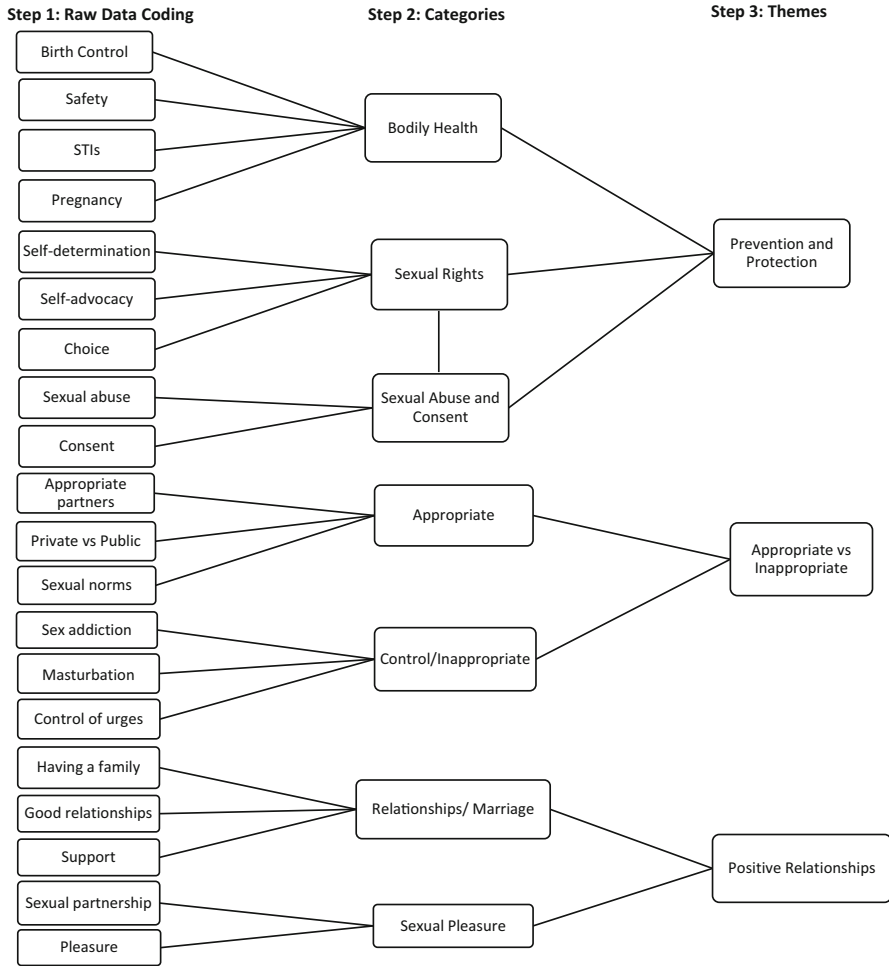 Step 1: Raw Data Coding
Step 2: Categories
Step 3: Themes
Birth Control
Safety
STIs
Pregnancy
Self-determination
Self-advocacy
Choice
Sexual abuse
Consent
Appropriate
partners
Private vs Public
Sexual norms
Sex addiction
Masturbation
Control of urges
Having a family
Good relationships
Support
Sexual partnership
Pleasure
Bodily Health
Sexual Rights
Sexual Abuse and
Consent
Appropriate
Control/Inappropriate
Relationships/ Marriage
Sexual Pleasure
Prevention and
Protection
Appropriate vs
Inappropriate
Positive Relationships